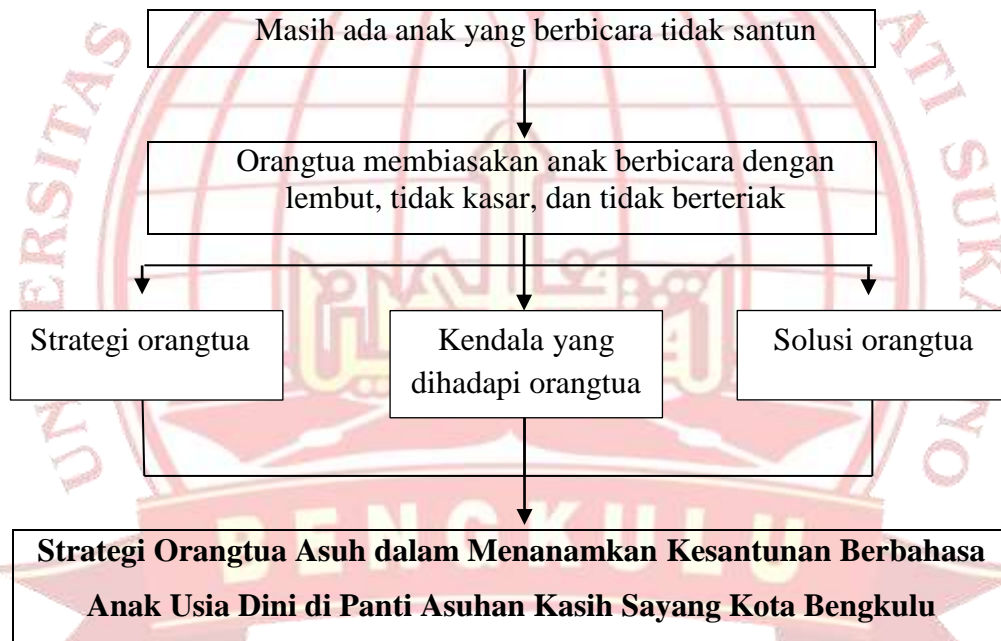 Masih ada anak yang berbicara tidak santun
Orangtua membiasakan anak berbicara dengan
lembut, tidak kasar, dan tidak berteriak
Strategi orangtua
Kendala yang
dihadapi orangtua
Solusi orangtua
Strategi Orangtua Asuh dalam Menanamkan Kesantunan Berbahasa
Anak Usia Dini di Panti Asuhan Kasih Sayang Kota Bengkulu
BENGKULU